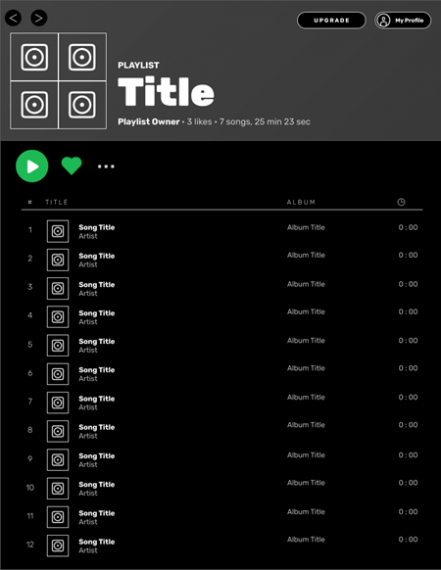 UPGRADE
My Profile
PLAYLIST
Title
Playlist Owner • 3 likes • 7 songs, 25 min 23 sec
# TITLE ALBUM
1 Song Title Album Title 0:00
Artist
2 Song Title Album Title 0:00
Artist
3 Song Title Album Title 0:00
Artist
4 Song Title Album Title 0:00
Artist
5 Song Title Album Title 0:00
Artist
6 Song Title Album Title 0:00
Artist
7 Song Title Album Title 0:00
Artist
8 Song Title Album Title 0:00
Artist
9 Song Title Album Title 0:00
Artist
10 Song Title Album Title 0:00
Artist
11 Song Title Album Title 0:00
Artist
12 Song Title Album Title 0:00
Artist